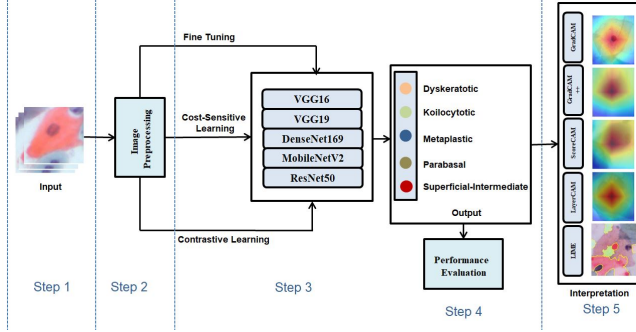 Input
Step 1
Image
Preprocessing
Step 2
Fine Tuning
Cost-Sensitive
Learning
Contrastive Learning
VGG16
VGG19
DenseNet169
MobileNetV2
ResNet50
Step 3
Dyskeratotic
Koilocytotic
Metaplastic
Parabasal
Superficial-Intermediate
Output
Performance
Evaluation
Step 4
GradCAM
GradCAM
++
ScoreCAM
LayerCAM
LIME
Interpretation
Step 5